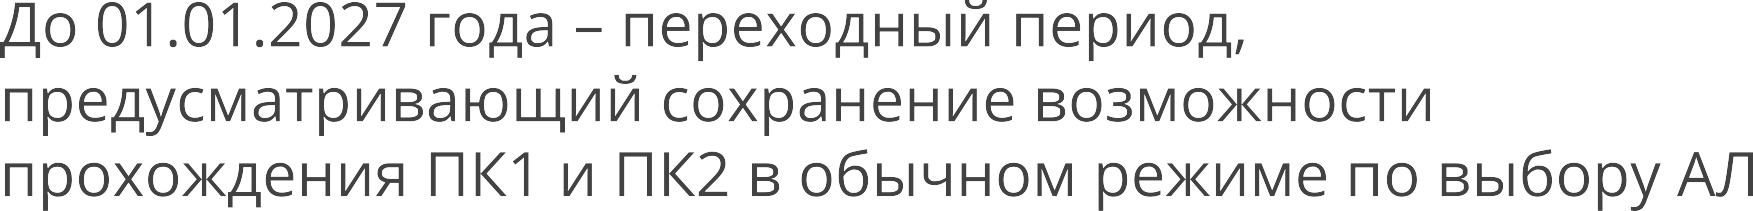 До 01.01.2027 года – переходный период,
предусматривающий сохранение возможности
прохождения ПК1 и ПК2 в обычном режиме по выбору АЛ